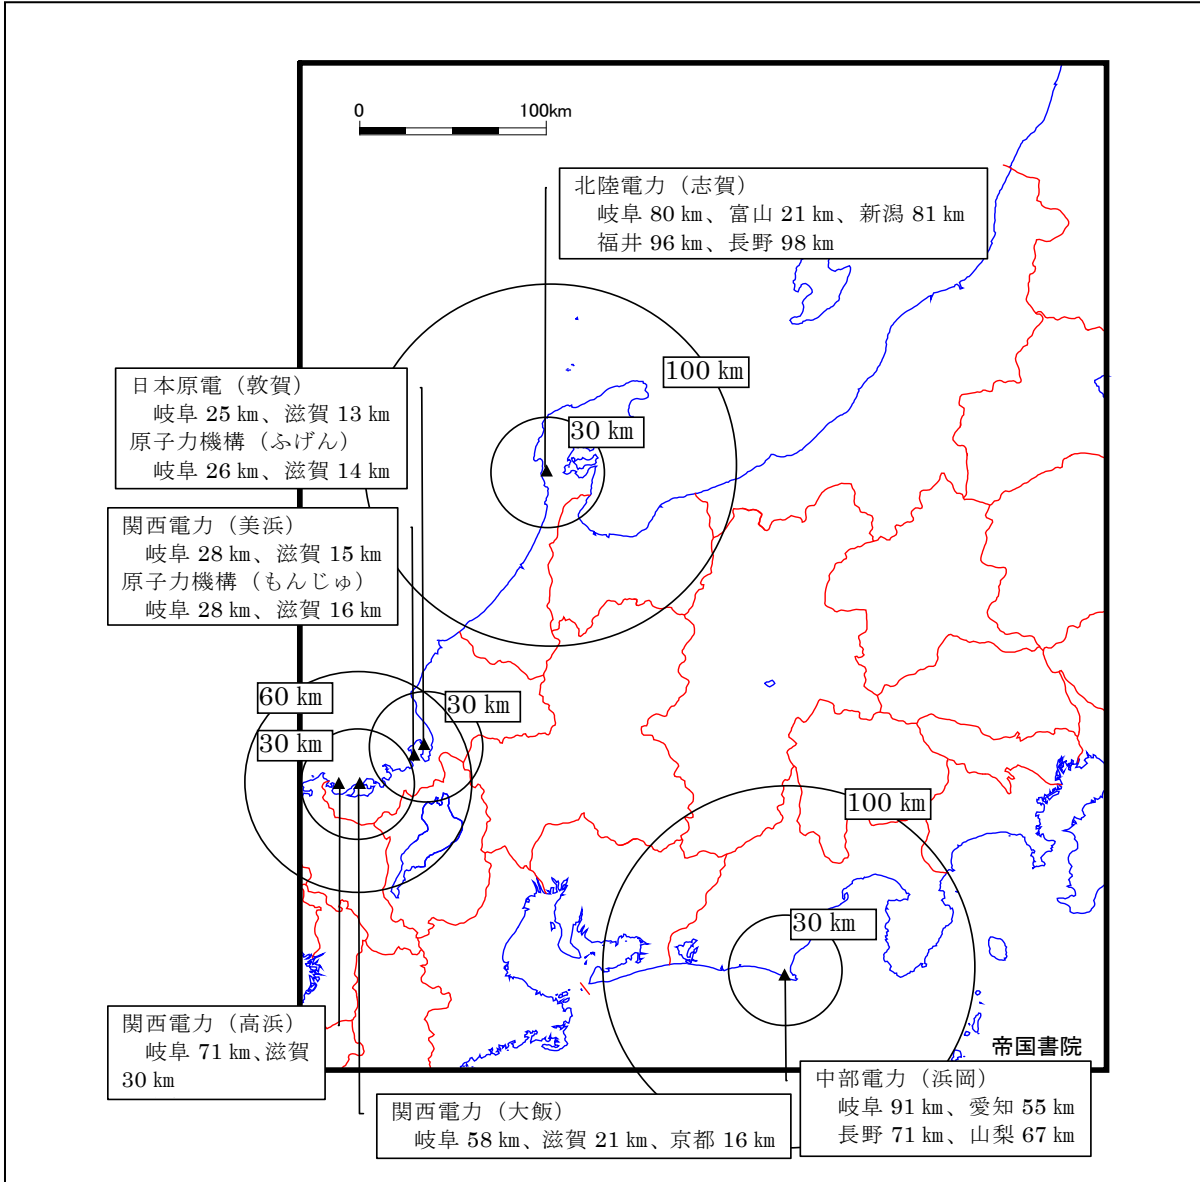 0 100km
北陸電力（志賀）
岐阜 80 ㎞、富山 21 ㎞、新潟 81 ㎞
福井 96 ㎞、長野 98 ㎞
100 ㎞
30 ㎞
日本原電（敦賀）
岐阜 25 ㎞、滋賀 13 ㎞
原子力機構（ふげん）
岐阜 26 ㎞、滋賀 14 ㎞
関西電力（美浜）
岐阜 28 ㎞、滋賀 15 ㎞
原子力機構（もんじゅ）
岐阜 28 ㎞、滋賀 16 ㎞
60 ㎞
30 ㎞
30 ㎞
100 ㎞
30 ㎞
関西電力（高浜）
岐阜 71 ㎞、滋賀
30 ㎞
帝国書院
関西電力（大飯）
岐阜 58 ㎞、滋賀 21 ㎞、京都 16 ㎞
中部電力（浜岡）
岐阜 91 ㎞、愛知 55 ㎞
長野 71 ㎞、山梨 67 ㎞